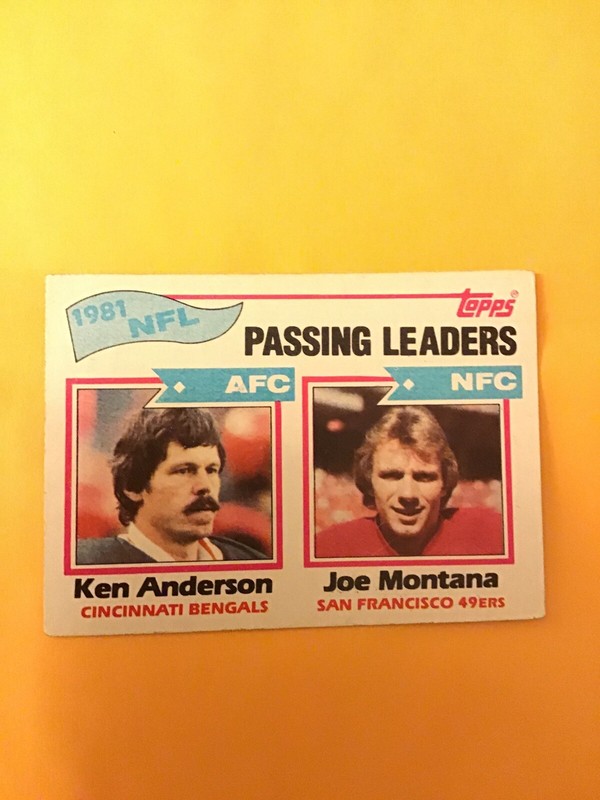 1981 NFL
topps®
PASSING LEADERS
AFC
NFC
Ken Anderson
CINCINNATI BENGALS
Joe Montana
SAN FRANCISCO 49ERS